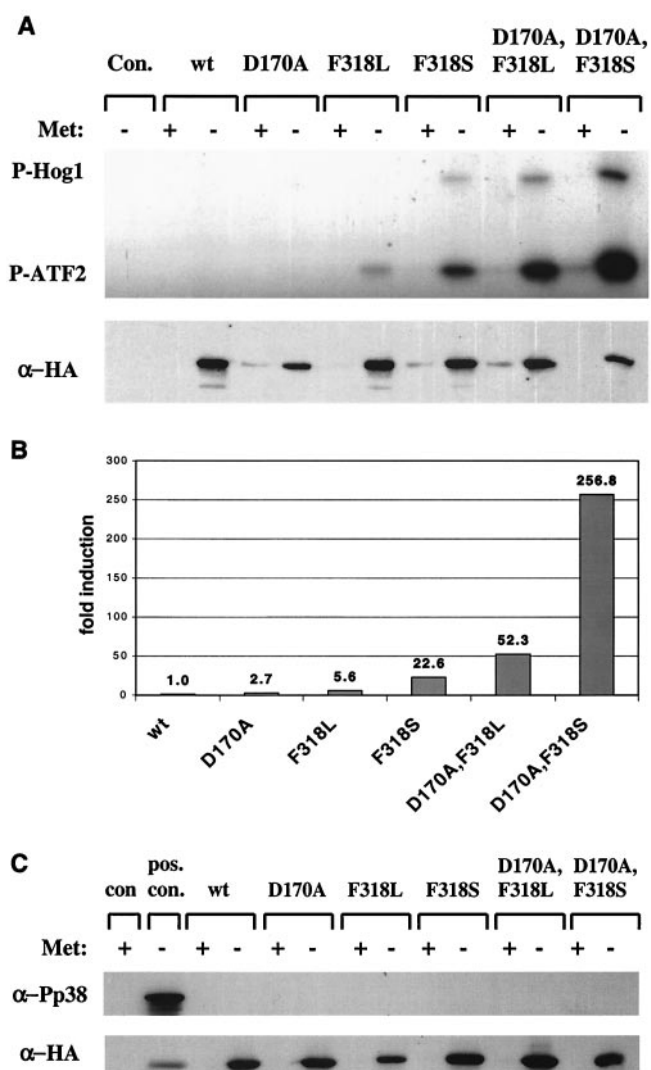 A
Con. wt D170A F318L F318S D170A, F318L D170A, F318S
Met: - + - + - + - + - + - + -
P-Hog1
P-ATF2
α-HA
B
fold induction
300
250
200
150
100
50
0
1.0 2.7 5.6 22.6 52.3 256.8
wt D170A F318L F318S D170A,F318L D170A,F318S
C
con pos. con. wt D170A F318L F318S D170A, F318L D170A, F318S
Met: + - + - + - + - + - + - + -
α-Pp38
α-HA